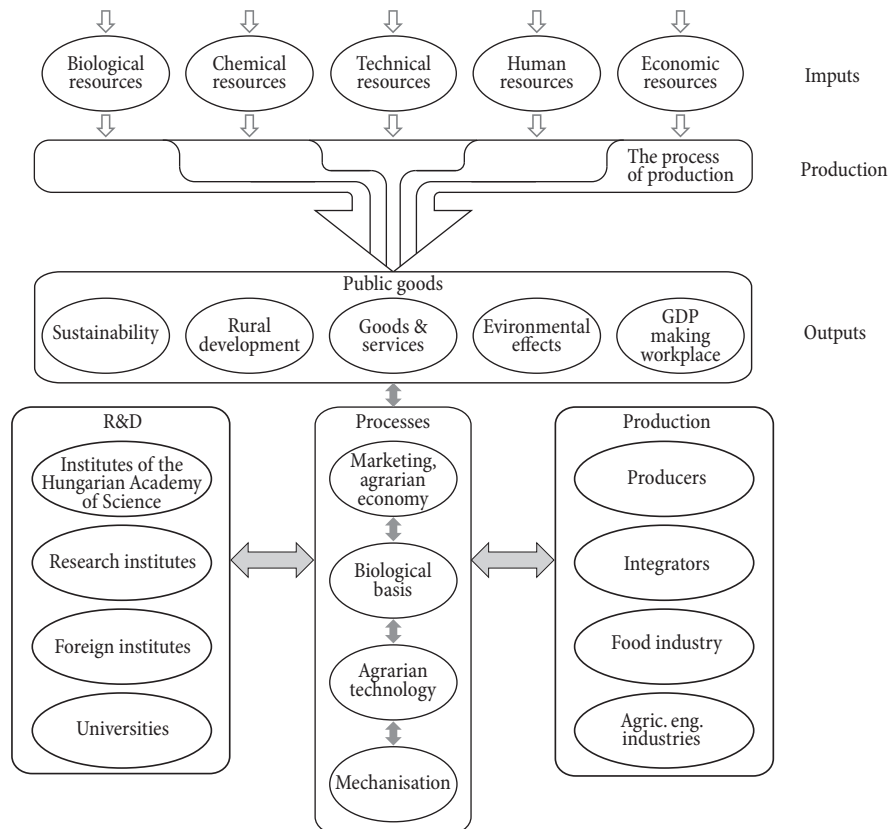 Biological
resources
Chemical
resources
Technical
resources
Human
resources
Economic
resources
Imputs
The process
of production
Production
Public goods
Sustainability
Rural
development
Goods &
services
Evironmental
effects
GDP
making
workplace
Outputs
R&D
Institutes of the
Hungarian Academy
of Science
Research institutes
Foreign institutes
Universities
Processes
Marketing,
agrarian
economy
Biological
basis
Agrarian
technology
Mechanisation
Production
Producers
Integrators
Food industry
Agric. eng.
industries